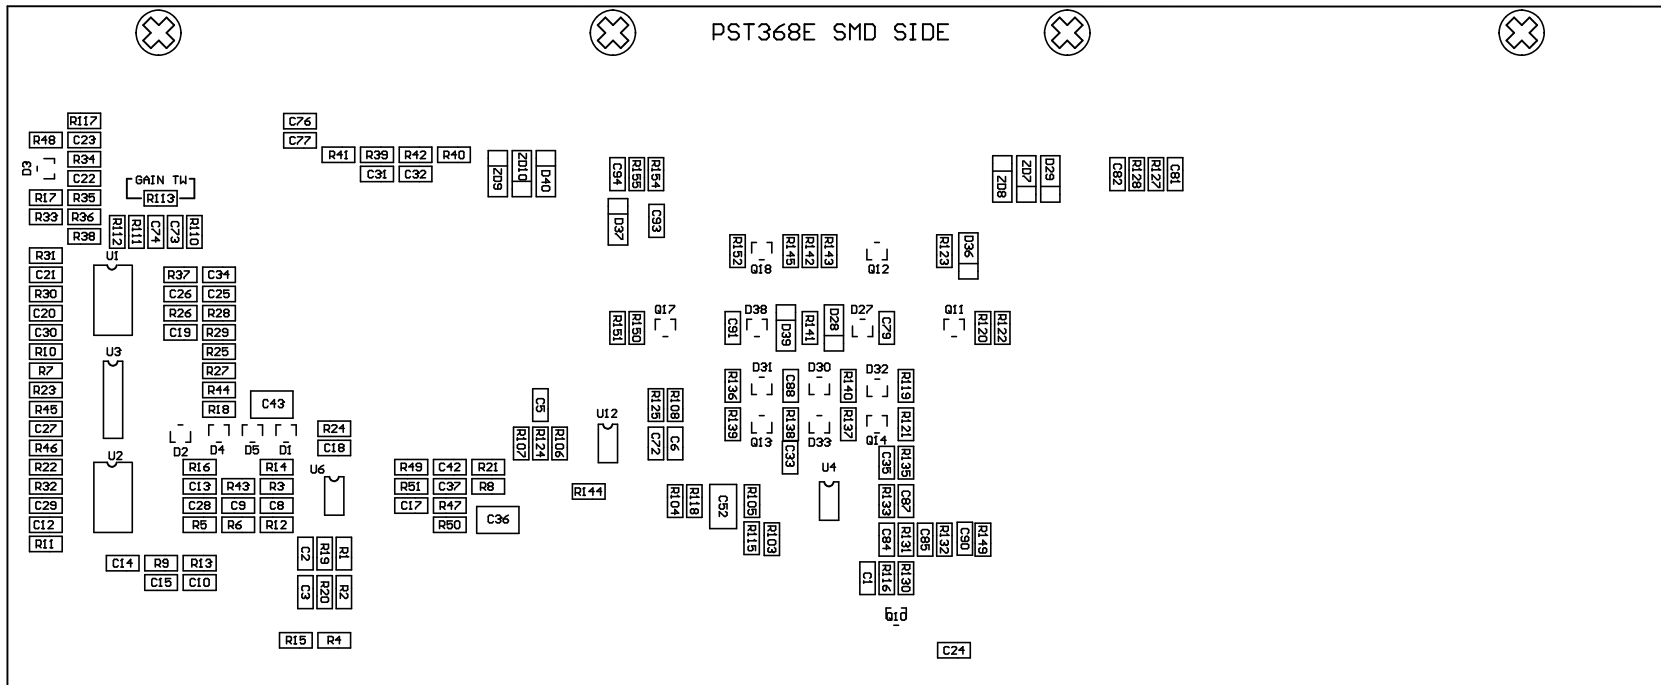 PST368E SMD SIDE
R117
C76
R48 C23
C77
R34
R41 R39 R42 R40
D3
C22
C31 C32
ZD9 ZD10 D40
C94 R155 R154
ZD8 ZD7 D29
C82 R128 R127 C81
GAIN TW
R17 R35 R113
R33 R36
R38
R112 R111 C74 C73 R110
D37 C93
R31 U1
R152 Q18 R145 R142 R143 Q12 R123 D36
C21 R37 C34
R30 C26 C25
C20 R26 R28
C30 C19 R29
R151 R150 Q17 C91 D38 D39 R141 D28 D27 C79 Q11 R120 R122
R10 U3 R25
R7 R27
R23 R44
R45 R18 C43
D31 D30 D32
R136 C88 R140 R119
C5 R125 R108
U12
C27 R24
R46 D2 D4 D5 D1 C18
R107 R124 R106 C72 C6
R139 Q13 R138 D33 R137 Q14 R121
C33 C35 R135
R22 U2 R16 R14 U6 R49 C42 R21 U4
R32 C13 R43 R3 R51 C37 R8 R144
C29 C28 C9 C8 C17 R47
R104 R118 C52 R105 R133 C87
C12 R5 R6 R12 R50 C36
R11
C2 R19 R1
R115 R103 C84 R131 C85 R132 C90 R149
C14 R9 R13
C15 C10
C3 R20 R2
C1 R116 R130
Q10
R15 R4
C24